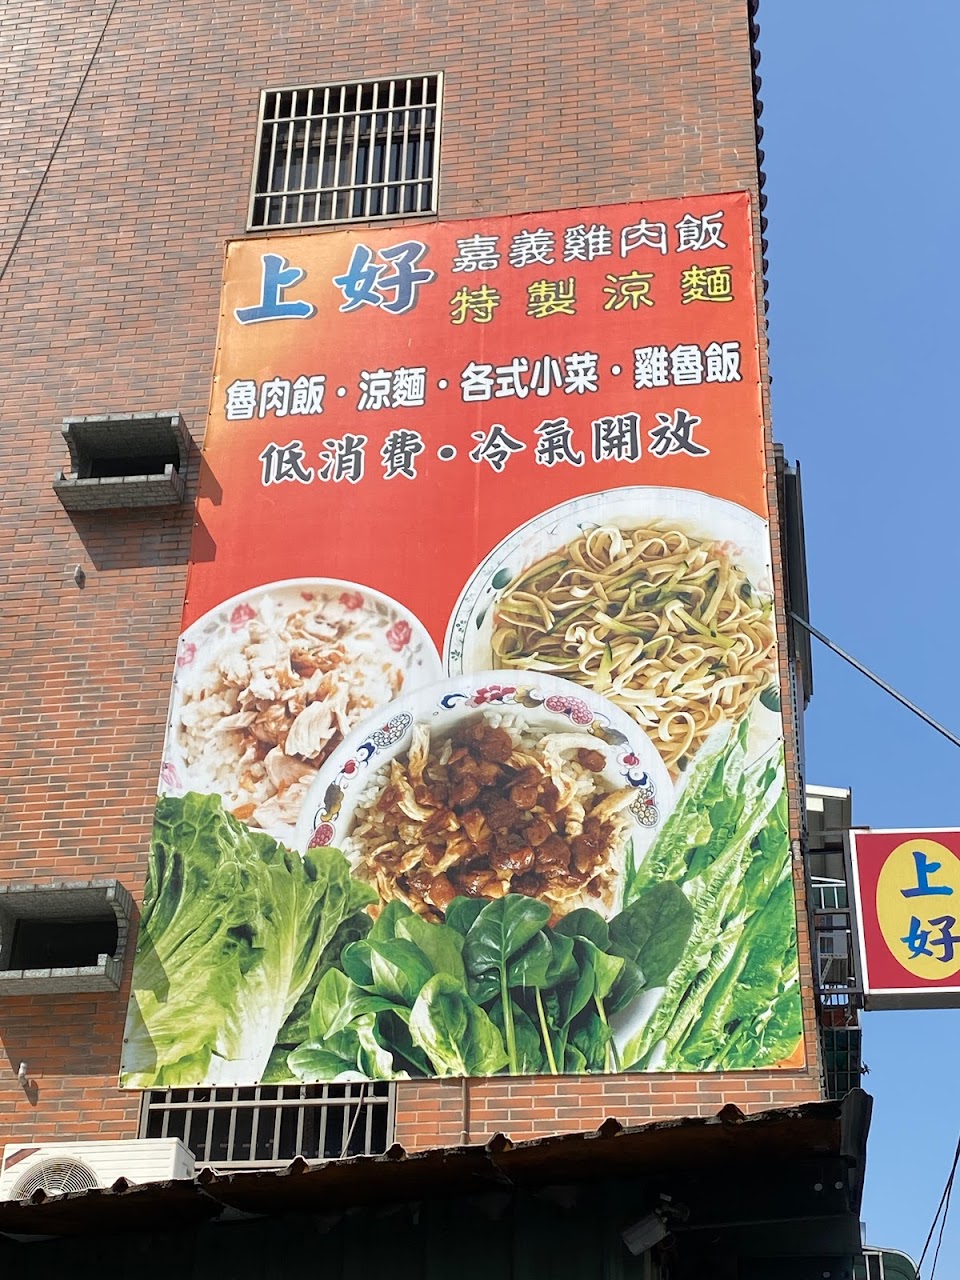 上好
嘉義雞肉飯
特製涼麵
魯肉飯・涼麵・各式小菜・雞魯飯
低消費・冷氣開放
上好